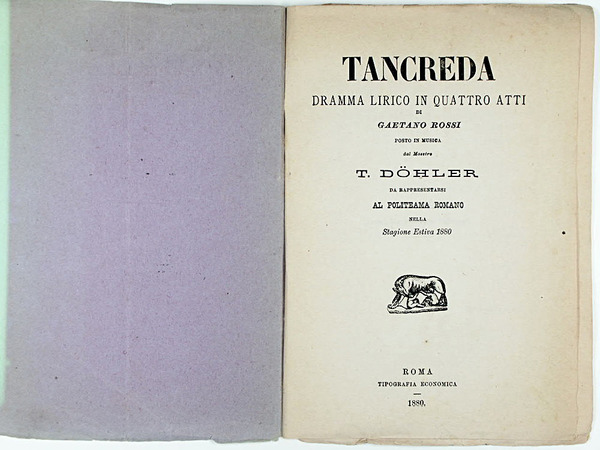 TANCREDA
DRAMMA LIRICO IN QUATTRO ATTI
DI
GAETANO ROSSI
POSTO IN MUSICA
dal Maestro
T. DÖHLER
DA RAPPRESENTARSI
AL POLITEAMA ROMANO
NELLA
Stagione Estiva 1880
ROMA
TIPOGRAFIA ECONOMICA
1880.